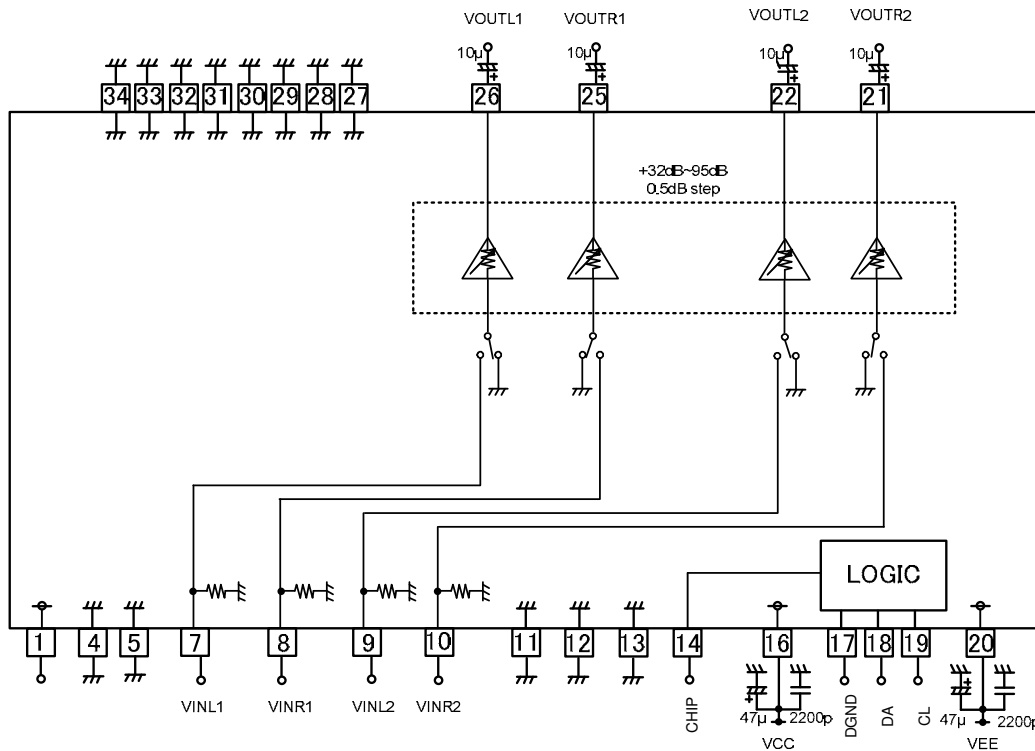 VOUTL1 VOUTR1 VOUTL2 VOUTR2
10μ 10μ 10μ 10μ
34 33 32 31 30 29 28 27 26 25 22 21
+32dB~95dB
0.5dB step
LOGIC
1 4 5 7 8 9 10 11 12 13 14 16 17 18 19 20
VINL1 VINR1 VINL2 VINR2
CHIP
47μ 2200p
VCC
DGND
DA
CL
47μ 2200p
VEE